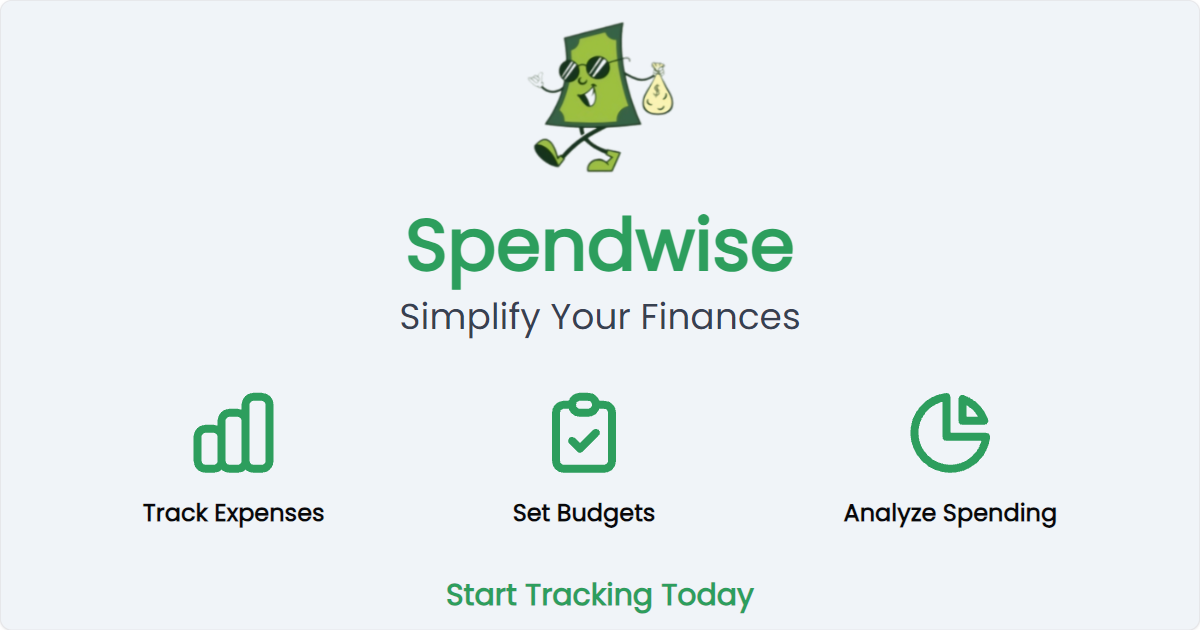 $
Spendwise
Simplify Your Finances
Track Expenses
Set Budgets
Analyze Spending
Start Tracking Today